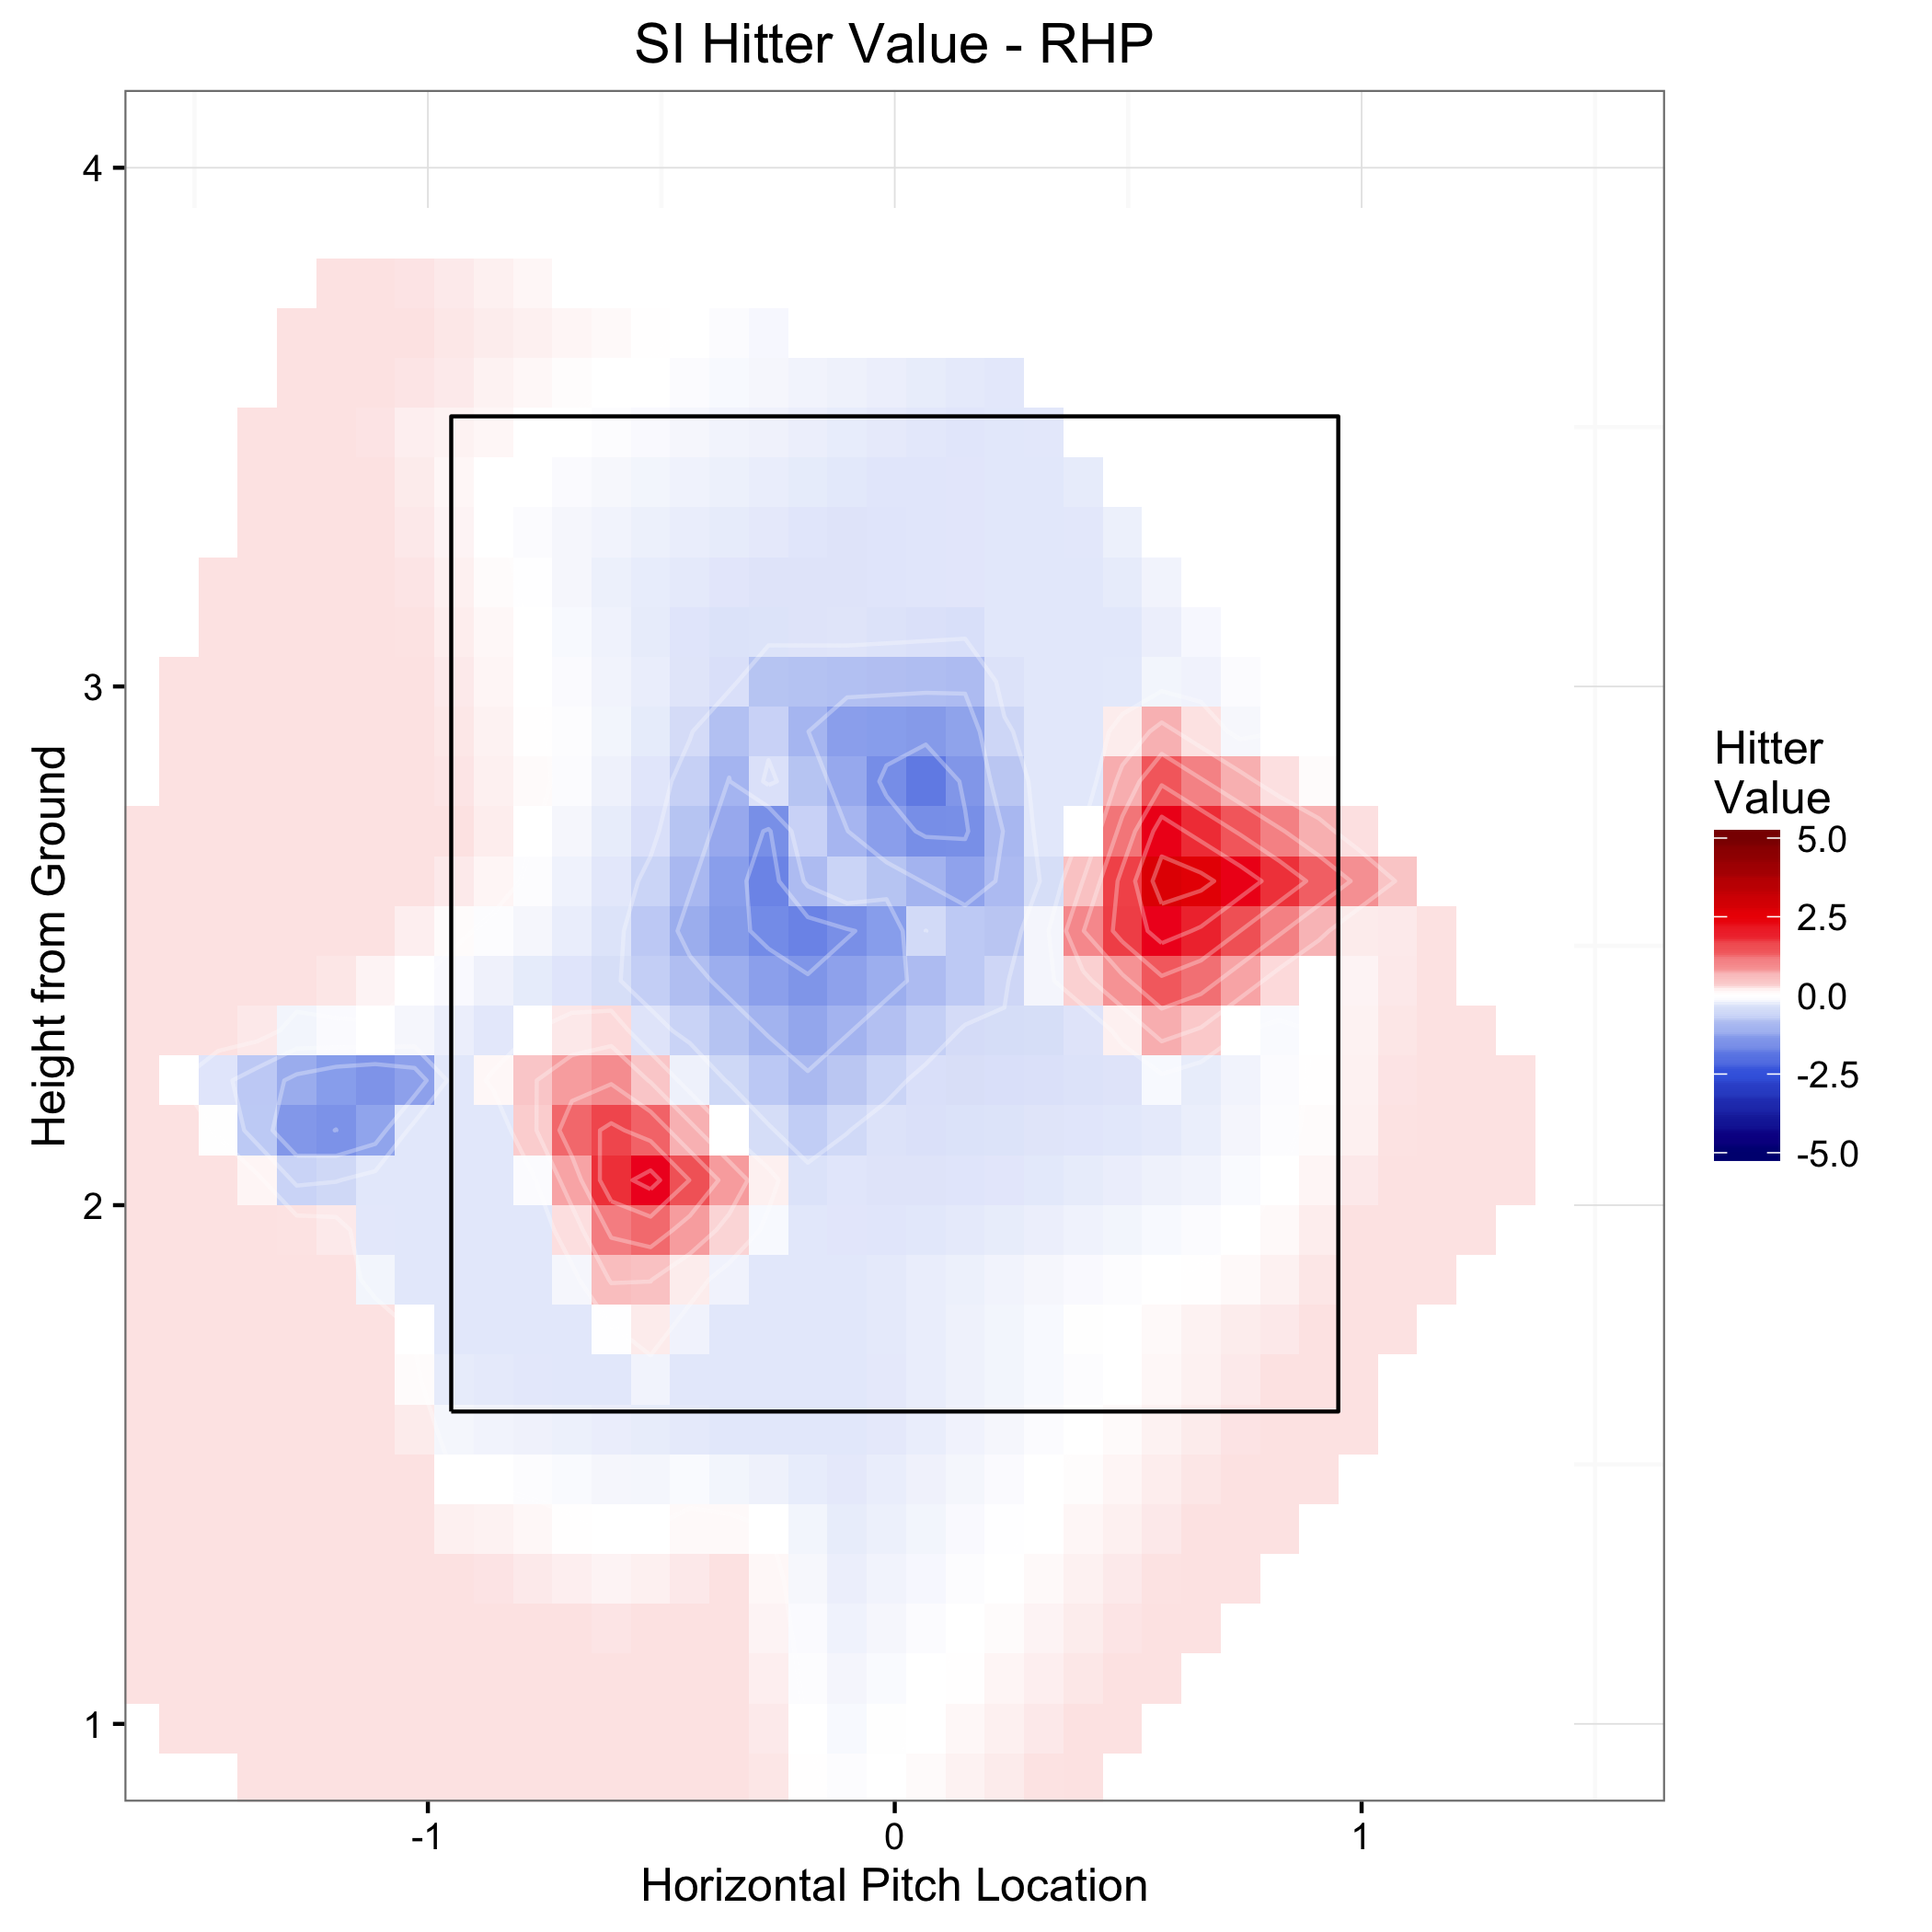 SI Hitter Value - RHP
4
3
2
1
Height from Ground
-1
0
1
Horizontal Pitch Location
Hitter
Value
5.0
2.5
0.0
-2.5
-5.0